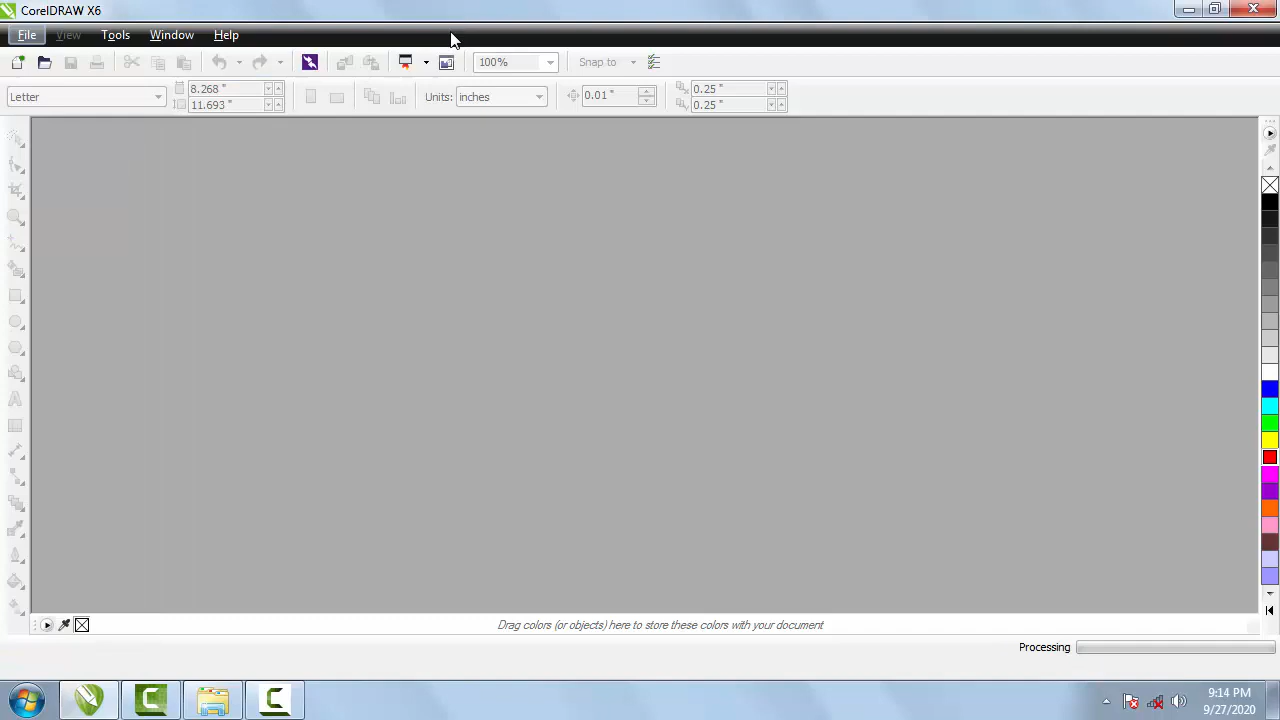 CorelDRAW X6
File View Tools Window Help
100% Snap to
Letter 8.268 " 11.693 " Units: inches 0.01 " 0.25 " 0.25 "
Drag colors (or objects) here to store these colors with your document
Processing
9:14 PM
9/27/2020